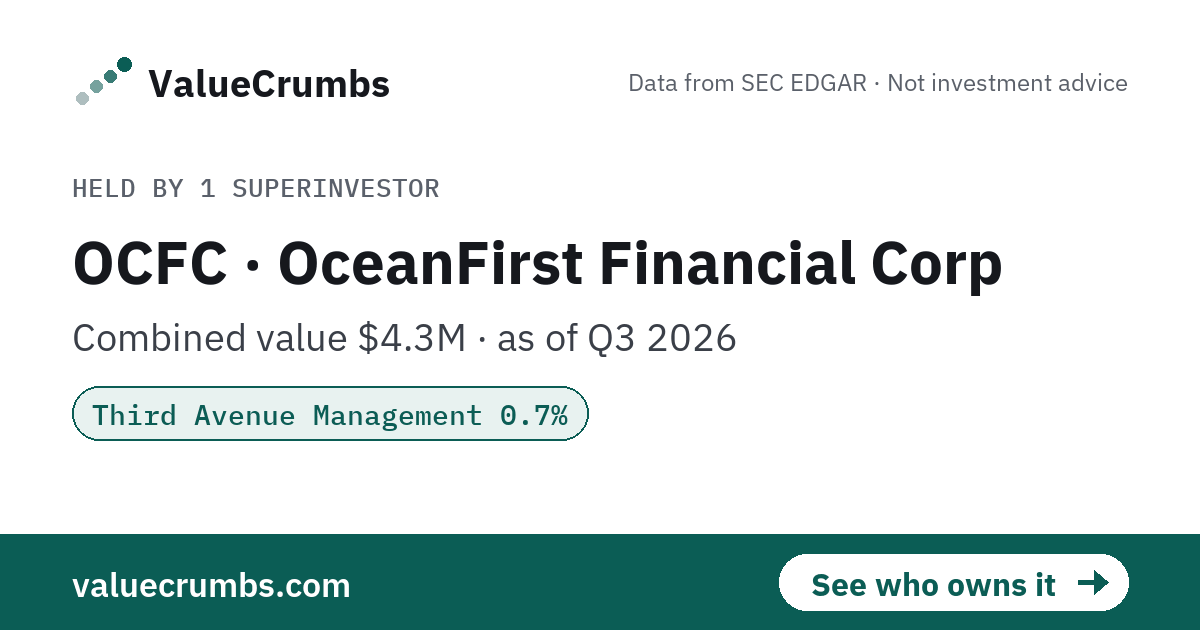 ValueCrumbs
Data from SEC EDGAR · Not investment advice
HELD BY 1 SUPERINVESTOR
OCFC · OceanFirst Financial Corp
Combined value $4.3M · as of Q3 2026
Third Avenue Management 0.7%
valuecrumbs.com
See who owns it →